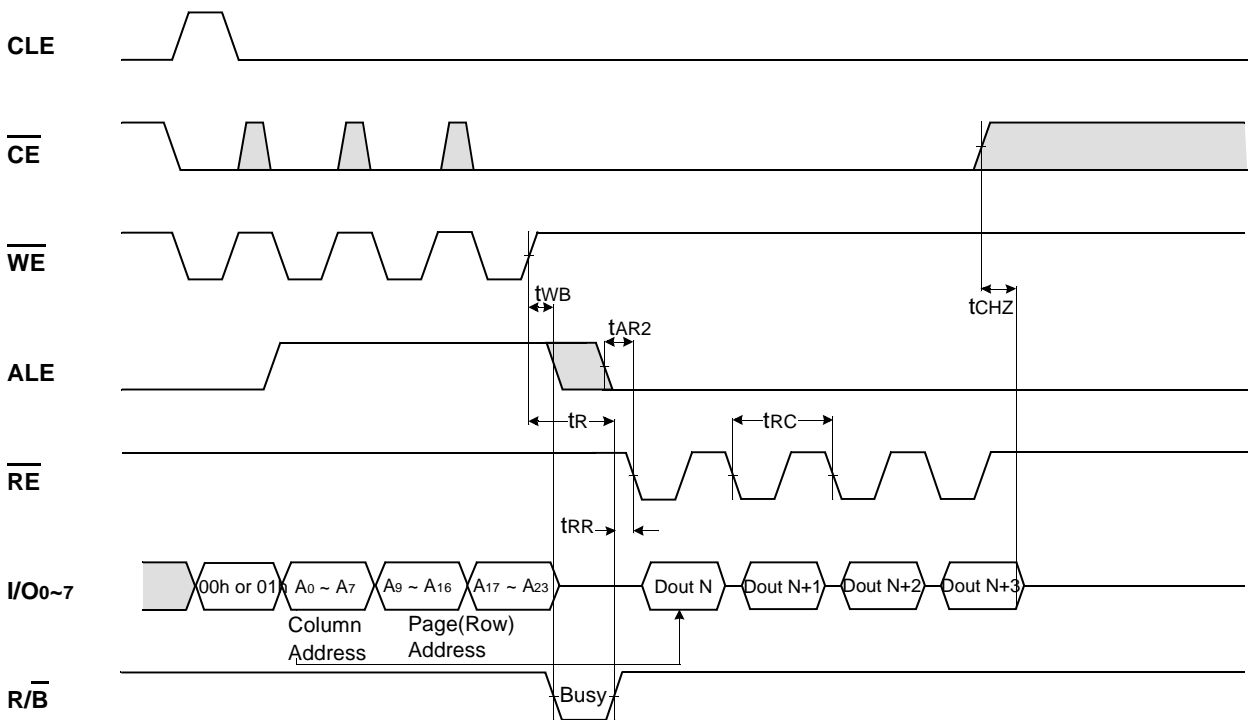 CLE
CE
WE
tWB
tCHZ
tAR2
ALE
tR
tRC
RE
tRR
I/O0~7
00h or 01h
A0 ~ A7
A9 ~ A16
A17 ~ A23
Dout N
Dout N+1
Dout N+2
Dout N+3
Column
Address
Page(Row)
Address
R/B
Busy